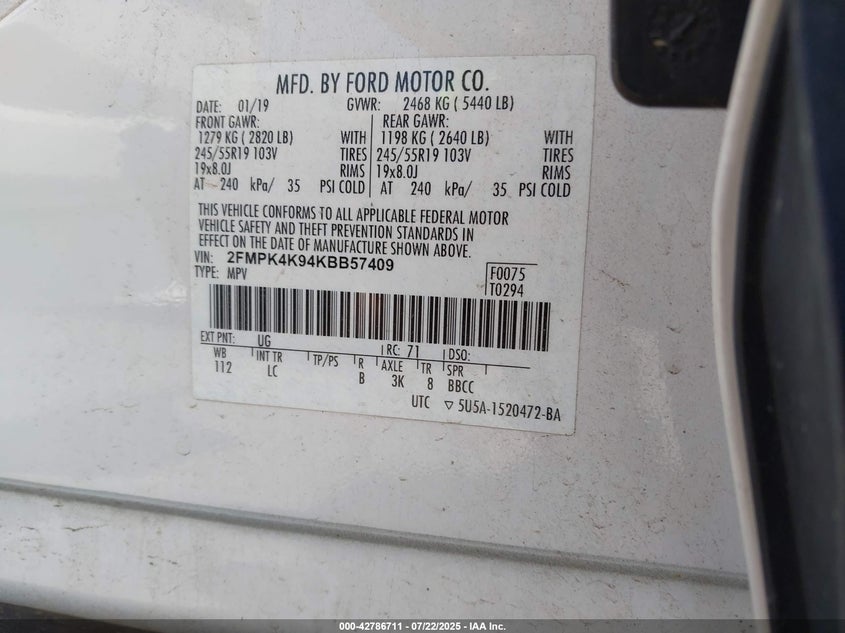 MFD. BY FORD MOTOR CO.
DATE: 01/19 GVWR: 2468 KG ( 5440 LB)
FRONT GAWR: REAR GAWR:
1279 KG ( 2820 LB) WITH 1198 KG ( 2640 LB) WITH
245/55R19 103V TIRES 245/55R19 103V TIRES
19x8.0J RIMS 19x8.0J RIMS
AT 240 kPa/ 35 PSI COLD AT 240 kPa/ 35 PSI COLD
THIS VEHICLE CONFORMS TO ALL APPLICABLE FEDERAL MOTOR
VEHICLE SAFETY AND THEFT PREVENTION STANDARDS IN
EFFECT ON THE DATE OF MANUFACTURE SHOWN ABOVE.
VIN: 2FMPK4K94KBB57409
TYPE: MPV F0075
T0294
EXT PNT: UG RC: 71 DSO:
WB INT TR TP/PS R AXLE TR SPR
112 LC B 3K 8 BBCC
UTC ▽ 5U5A-1520472-BA
000-42786711 - 07/22/2025 - IAA Inc.